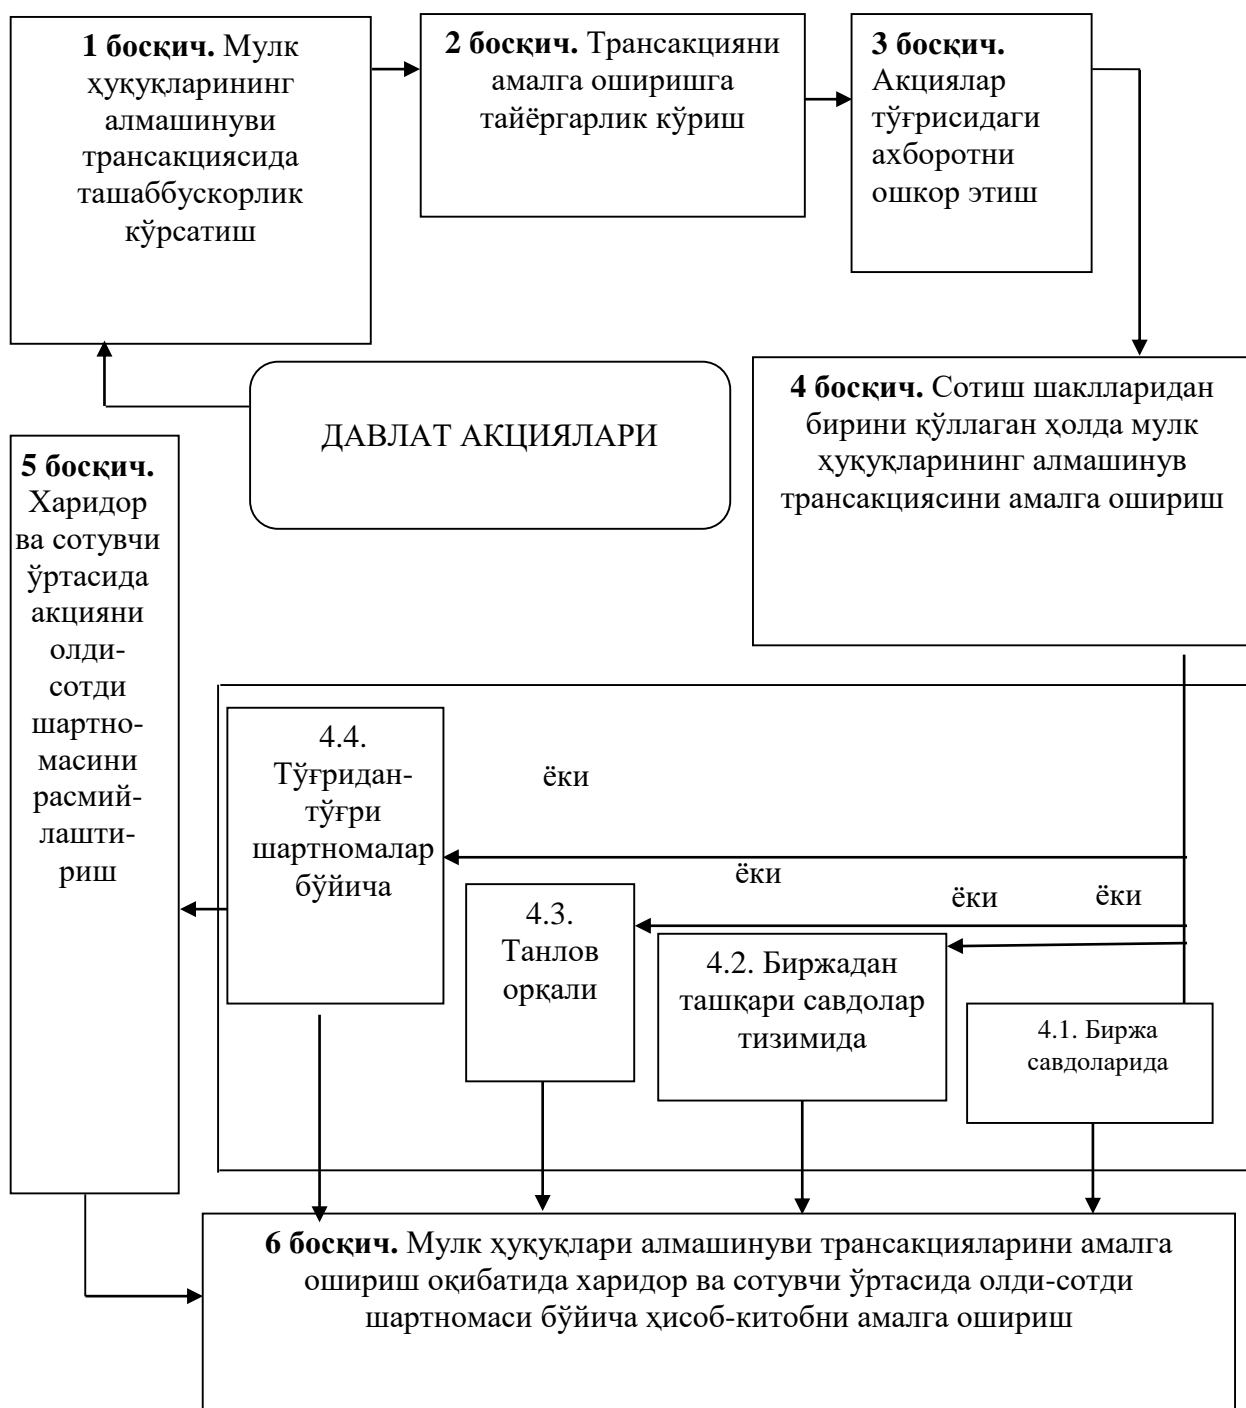 1 босқич. Мулк
ҳуқуқларининг
алмашинуви
трансакциясида
ташаббускорлик
кўрсатиш
2 босқич. Трансакцияни
амалга оширишга
тайёргарлик кўриш
3 босқич.
Акциялар
тўғрисидаги
ахборотни
ошкор этиш
ДАВЛАТ АКЦИЯЛАРИ
4 босқич. Сотиш шаклларидан
бирини қўллаган ҳолда мулк
ҳуқуқларининг алмашинув
трансакциясини амалга ошириш
5 босқич.
Харидор
ва сотувчи
ўртасида
акцияни
олди-
сотди
шартно-
масини
расмий-
лашти-
риш
4.4.
Тўғридан-
тўғри
шартномалар
бўйича
ёки
ёки
ёки
ёки
4.3.
Танлов
орқали
4.2. Биржадан
ташқари савдолар
тизимида
4.1. Биржа
савдоларида
6 босқич. Мулк ҳуқуқлари алмашинуви трансакцияларини амалга
ошириш оқибатида харидор ва сотувчи ўртасида олди-сотди
шартномаси бўйича ҳисоб-китобни амалга ошириш